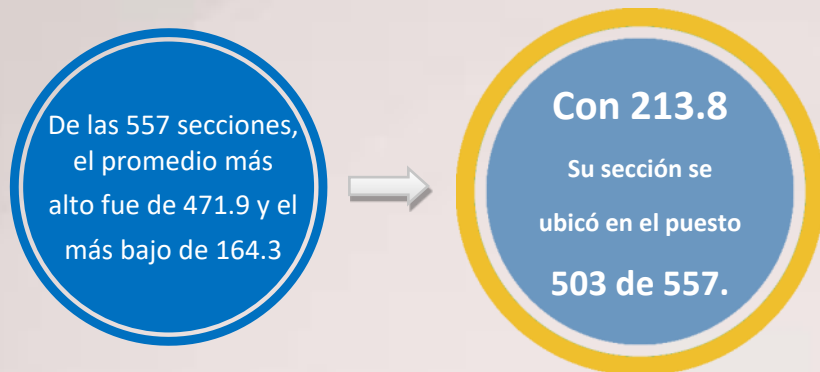 De las 557 secciones,
el promedio más
alto fue de 471.9 y el
más bajo de 164.3
Con 213.8
Su sección se
ubicó en el puesto
503 de 557.